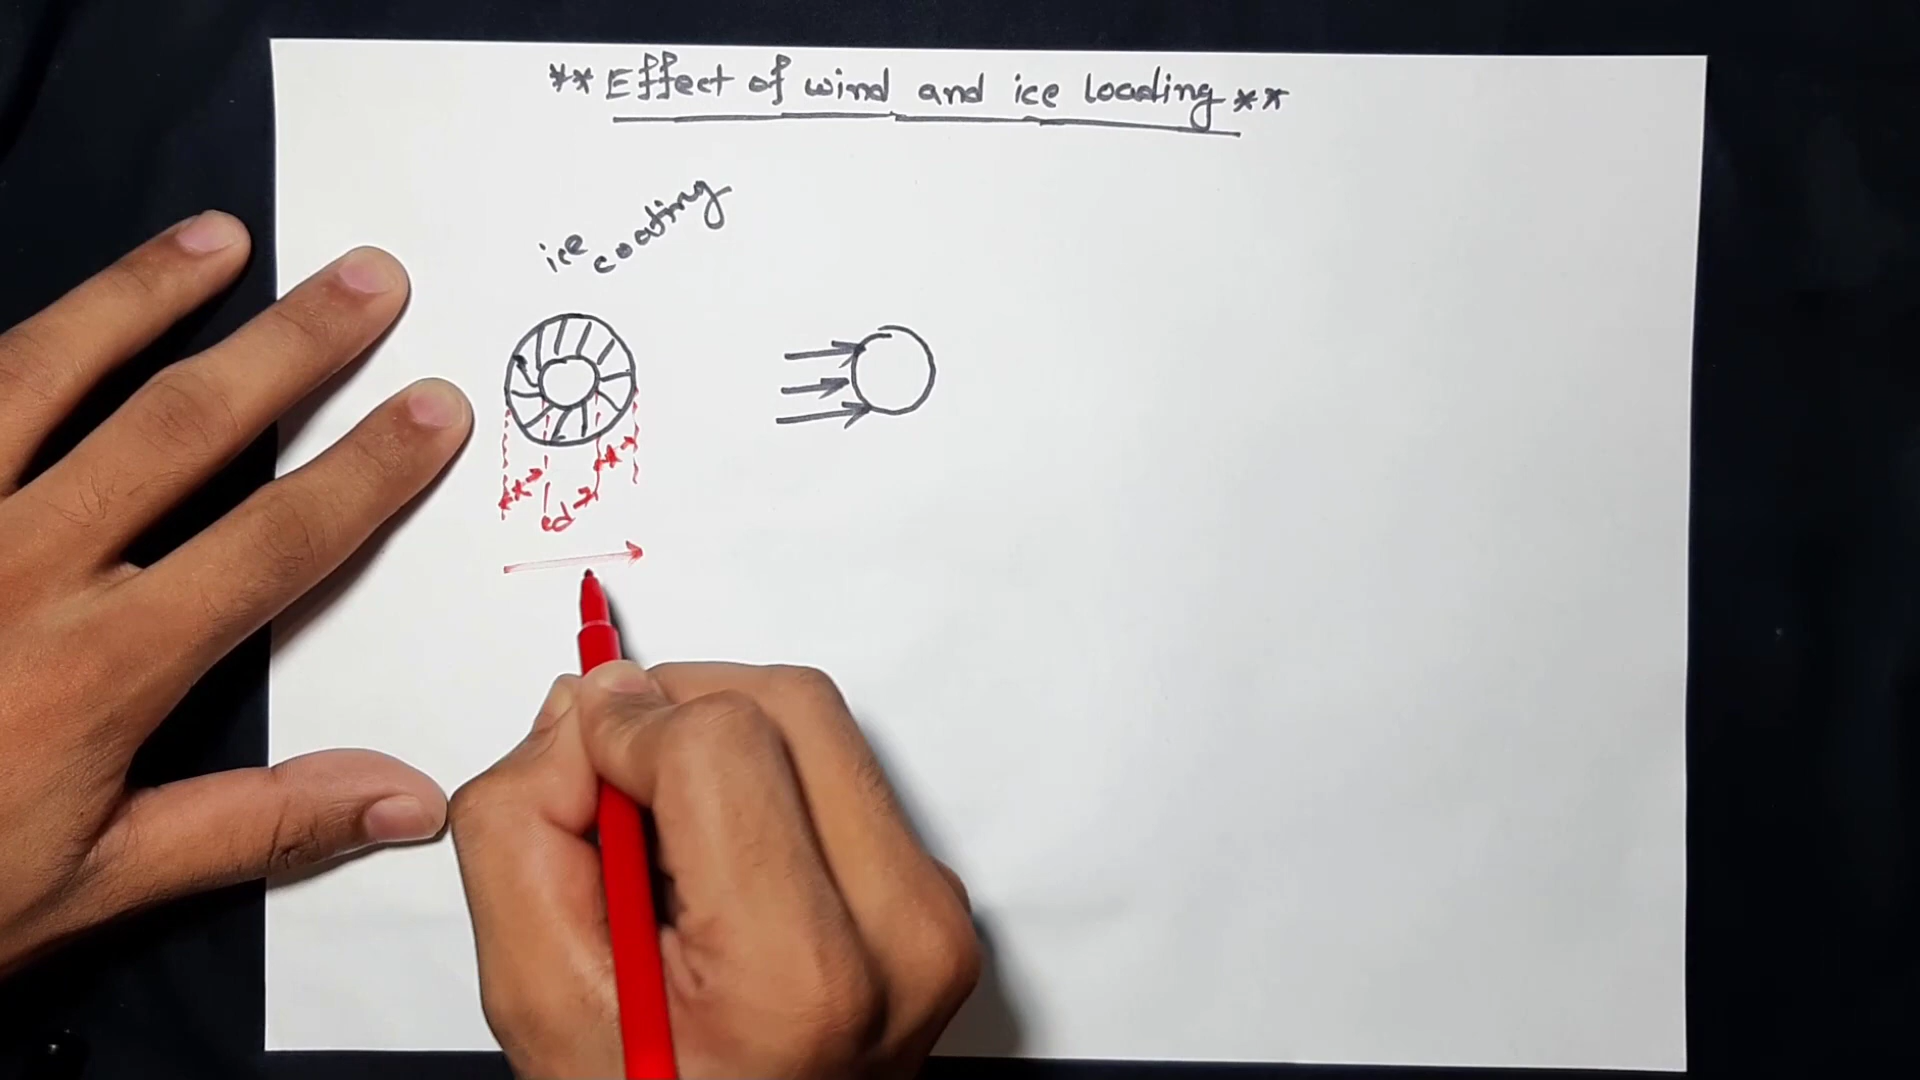 ** Effect of wind and ice loading **
ice coating
d